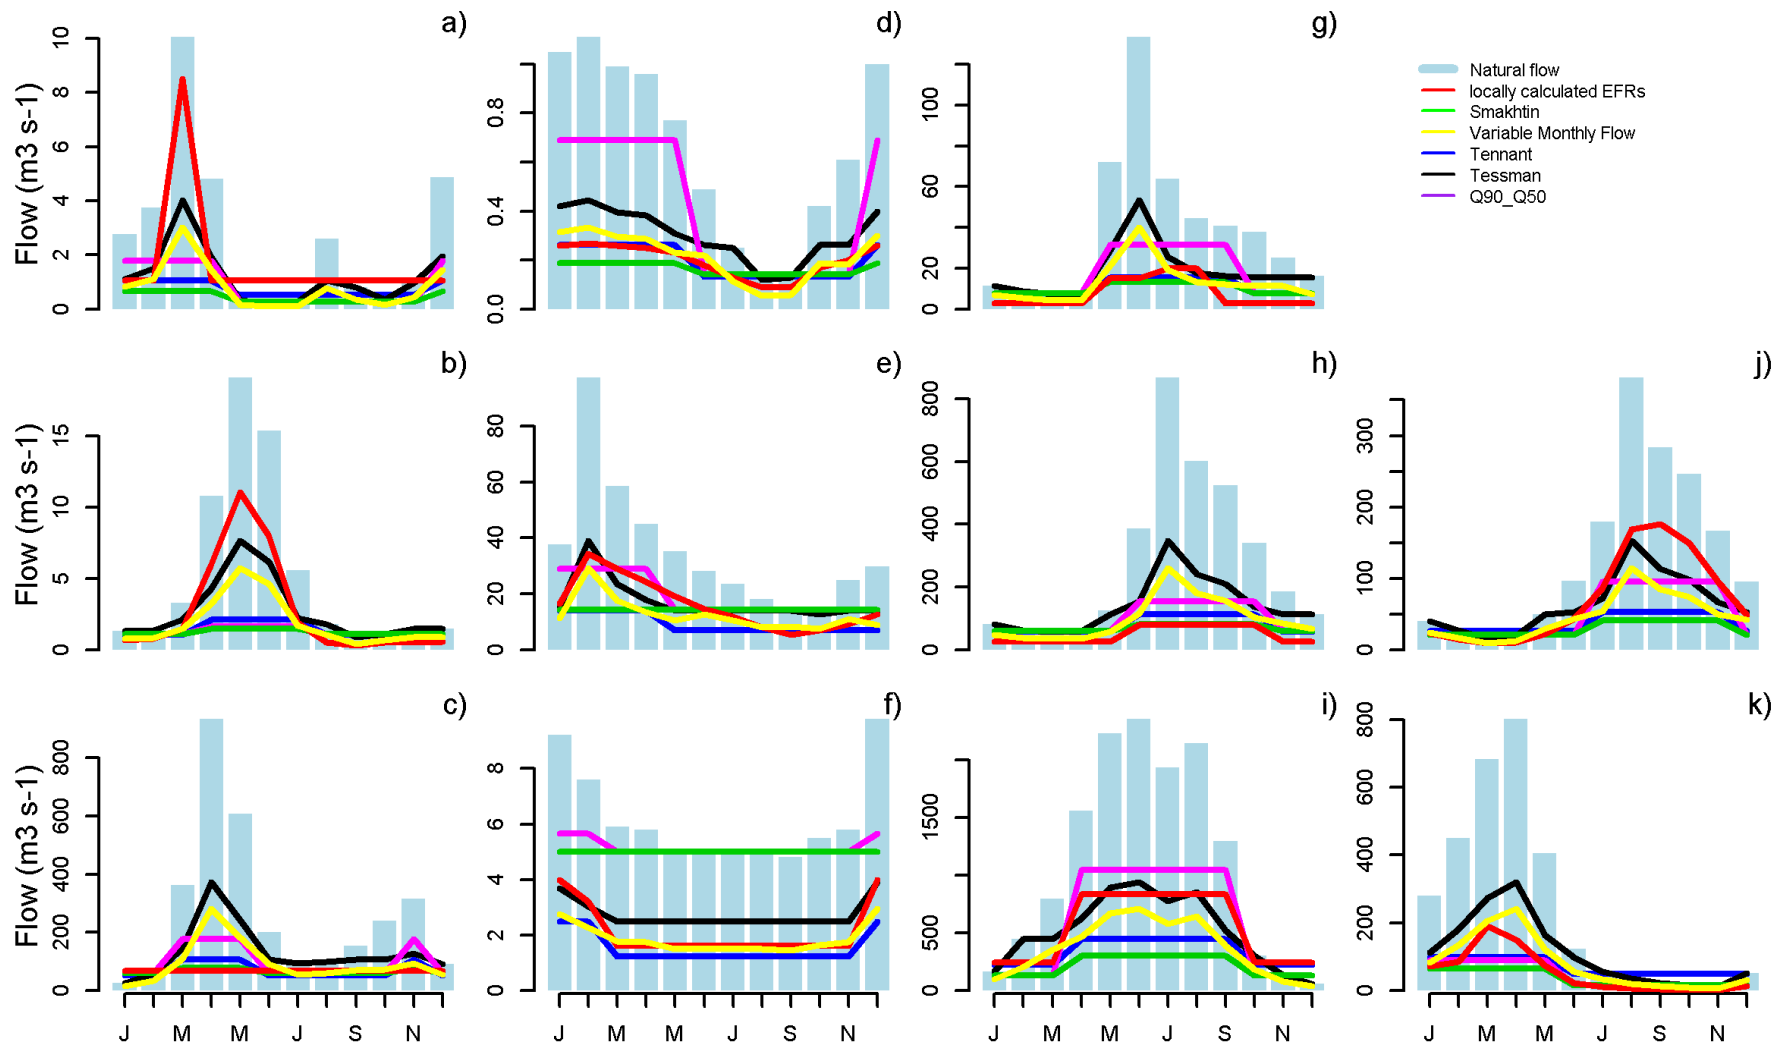 a)
Flow (m3 s-1)
0 2 4 6 8 10
d)
0.0 0.4 0.8
g)
0 20 60 100
Natural flow
locally calculated EFRs
Smakhtin
Variable Monthly Flow
Tennant
Tessman
Q90_Q50
b)
Flow (m3 s-1)
0 5 10 15
e)
0 20 40 60 80
h)
0 200 400 600 800
j)
0 100 200 300
c)
Flow (m3 s-1)
0 200 400 600 800
J M M J S N
f)
0 2 4 6 8
J M M J S N
i)
0 500 1500
J M M J S N
k)
0 200 400 600 800
J M M J S N